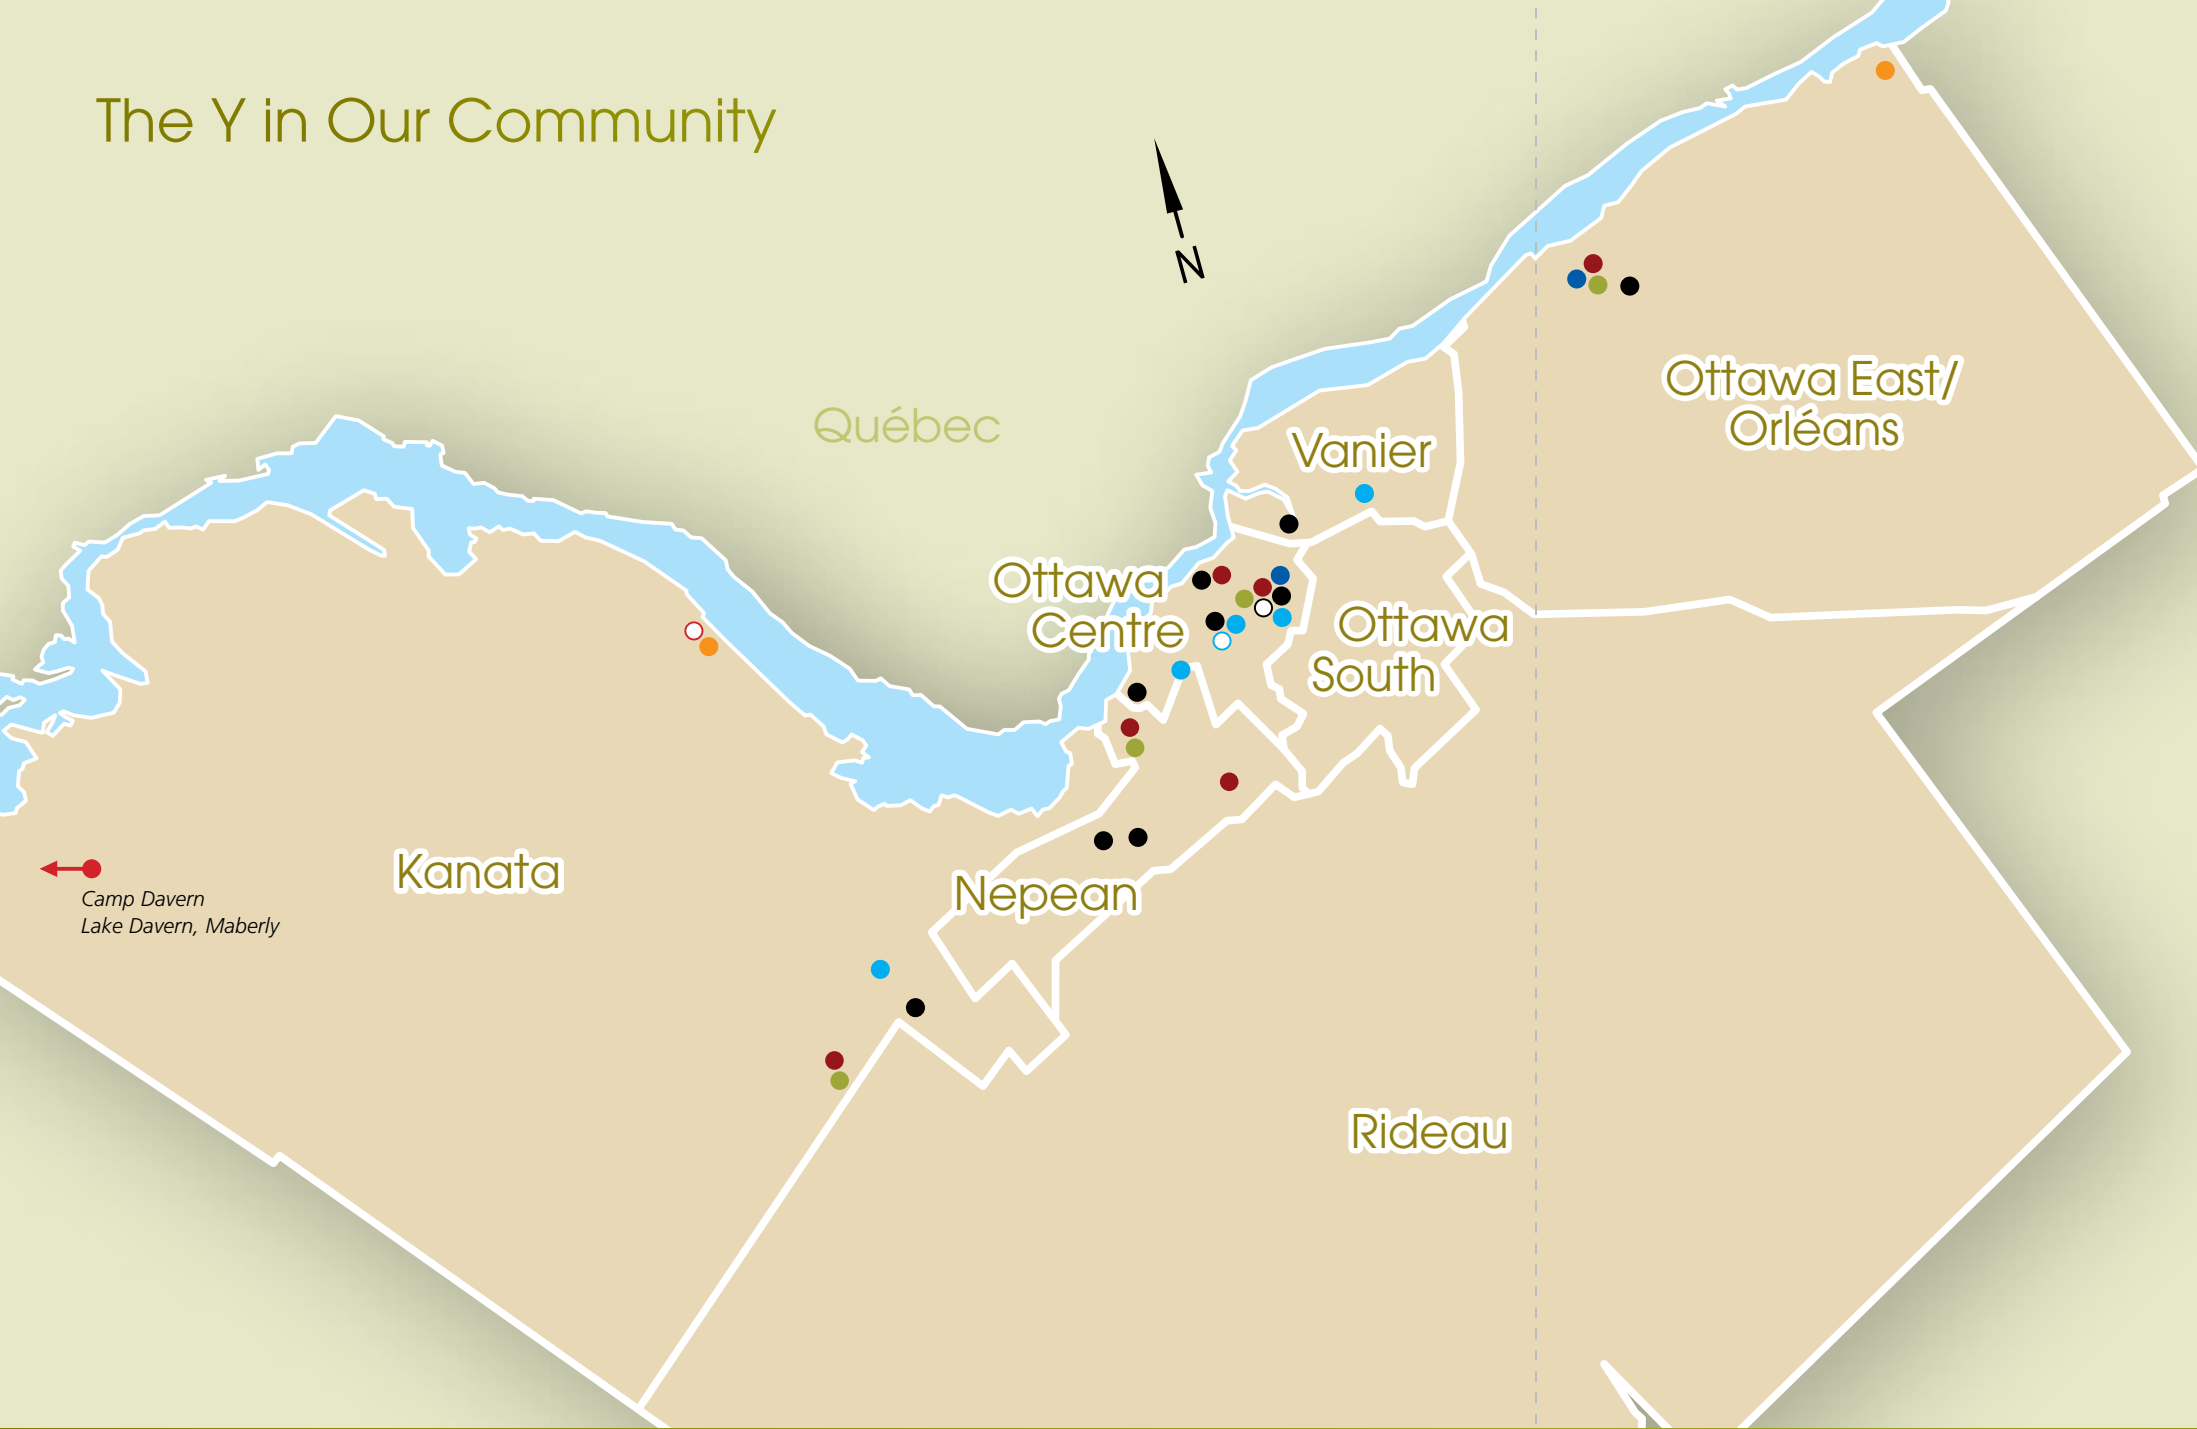 The Y in Our Community
N
Québec
Ottawa East/
Orléans
Vanier
Ottawa
Centre
Ottawa
South
Kanata
Nepean
Camp Davern
Lake Davern, Maberly
Rideau